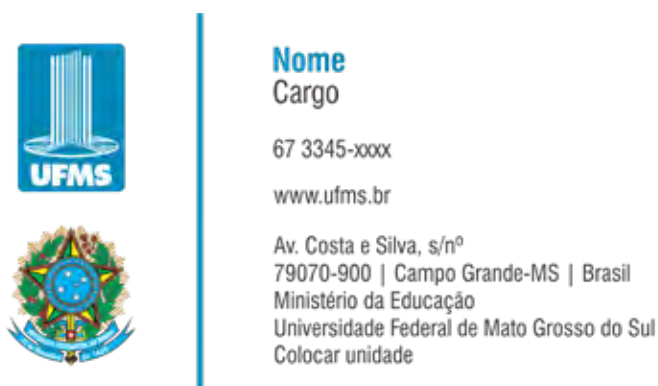 UFMS
Nome
Cargo
67 3345-xxxx
www.ufms.br
Av. Costa e Silva, s/nº
79070-900 | Campo Grande-MS | Brasil
Ministério da Educação
Universidade Federal de Mato Grosso do Sul
Colocar unidade